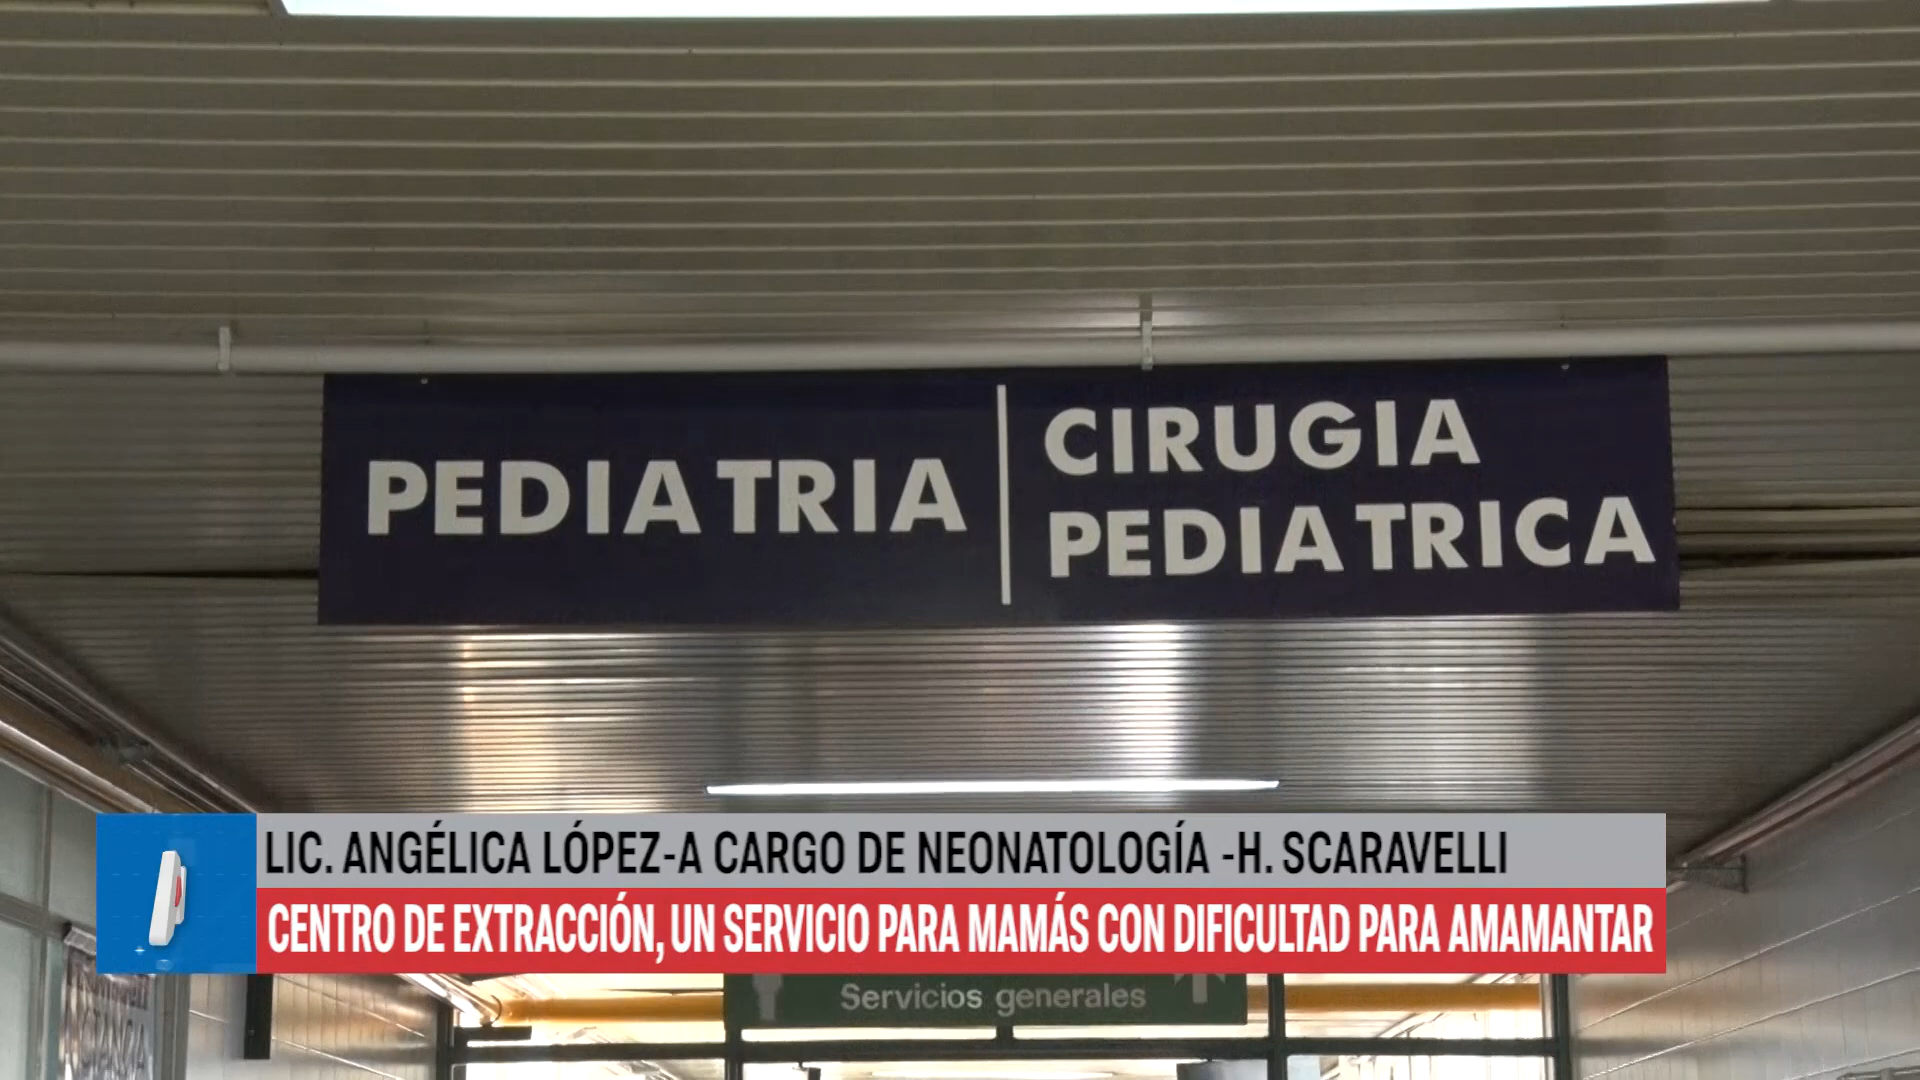 PEDIATRIA
CIRUGIA
PEDIATRICA
LIC. ANGÉLICA LÓPEZ-A CARGO DE NEONATOLOGÍA -H. SCARAVELLI
CENTRO DE EXTRACCIÓN, UN SERVICIO PARA MAMÁS CON DIFICULTAD PARA AMAMANTAR
Servicios generales